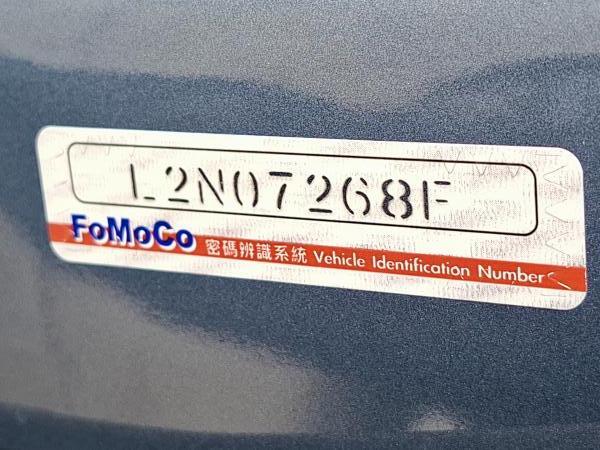 L2N07268F
FoMoCo 密碼辨識系統 Vehicle Identification Number